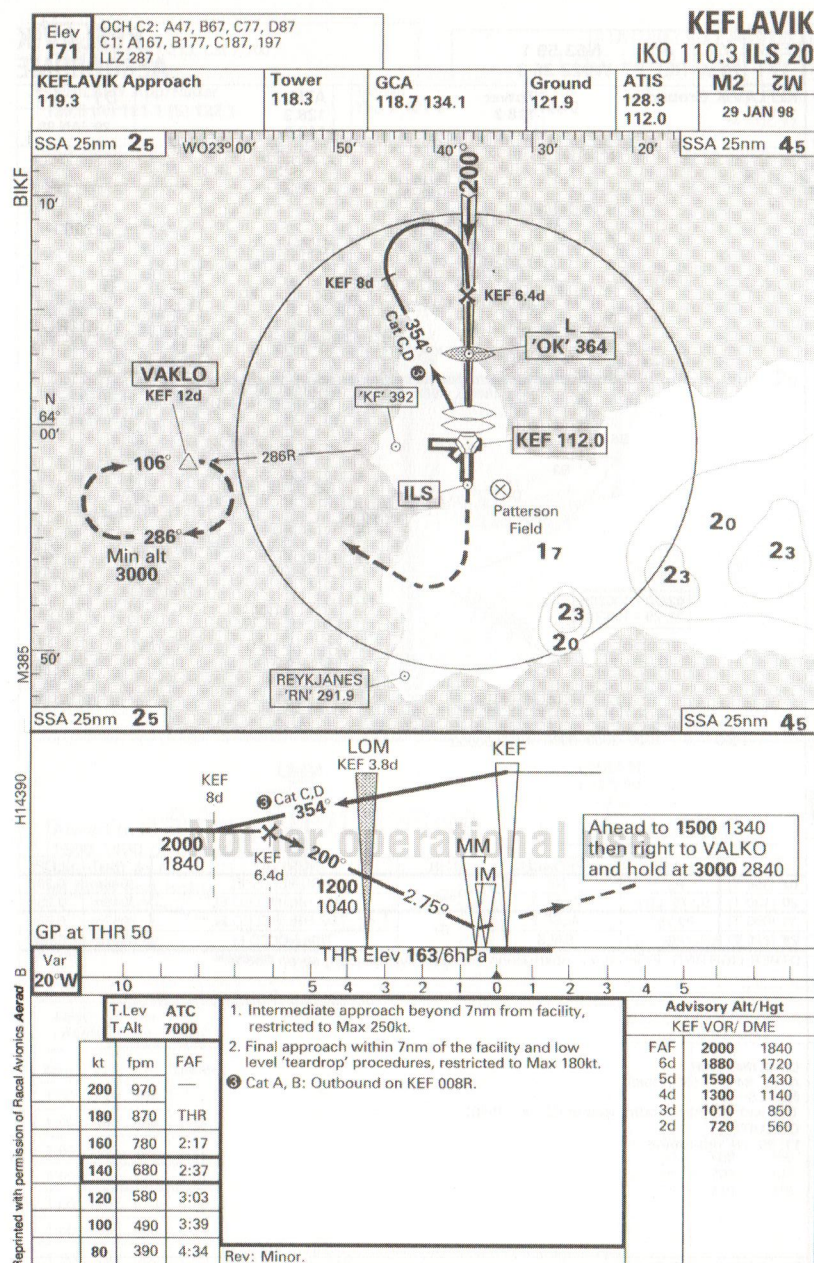 KEFLAVIK
IKO 110.3 ILS 20
Elev
171
OCH C2: A47, B67, C77, D87
C1: A167, B177, C187, 197
LLZ 287
KEFLAVIK Approach
119.3
Tower
118.3
GCA
118.7 134.1
Ground
121.9
ATIS
128.3
112.0
M2
M2
29 JAN 98
BIKF
SSA 25nm 25
WO23° 00'
50'
40°
30'
20'
SSA 25nm 45
10'
200
KEF 8d
KEF 6.4d
354°
Cat C,D 3
L
'OK' 364
VAKLO
KEF 12d
'KF' 392
N
64°
00'
KEF 112.0
106°
286R
ILS
286°
Min alt
3000
Patterson
Field
17
20
23
23
23
20
50'
REYKJANES
'RN' 291.9
M385
SSA 25nm 25
SSA 25nm 45
H14390
LOM
KEF 3.8d
KEF
KEF
8d
3 Cat C,D
354°
2000
1840
KEF
6.4d
200°
1200
1040
MM
IM
2.75°
Ahead to 1500 1340
then right to VALKO
and hold at 3000 2840
Not for operational use
GP at THR 50
THR Elev 163/6hPa
Var
20°W
10 5 4 3 2 1 0 1 2 3 4 5
T.Lev ATC
T.Alt 7000
kt fpm FAF
200 970 —
180 870 THR
160 780 2:17
140 680 2:37
120 580 3:03
100 490 3:39
80 390 4:34
1. Intermediate approach beyond 7nm from facility,
restricted to Max 250kt.
2. Final approach within 7nm of the facility and low
level 'teardrop' procedures, restricted to Max 180kt.
3 Cat A, B: Outbound on KEF 008R.
Rev: Minor.
Advisory Alt/Hgt
KEF VOR/ DME
FAF 2000 1840
6d 1880 1720
5d 1590 1430
4d 1300 1140
3d 1010 850
2d 720 560
Reprinted with permission of Racal Avionics Aerad B